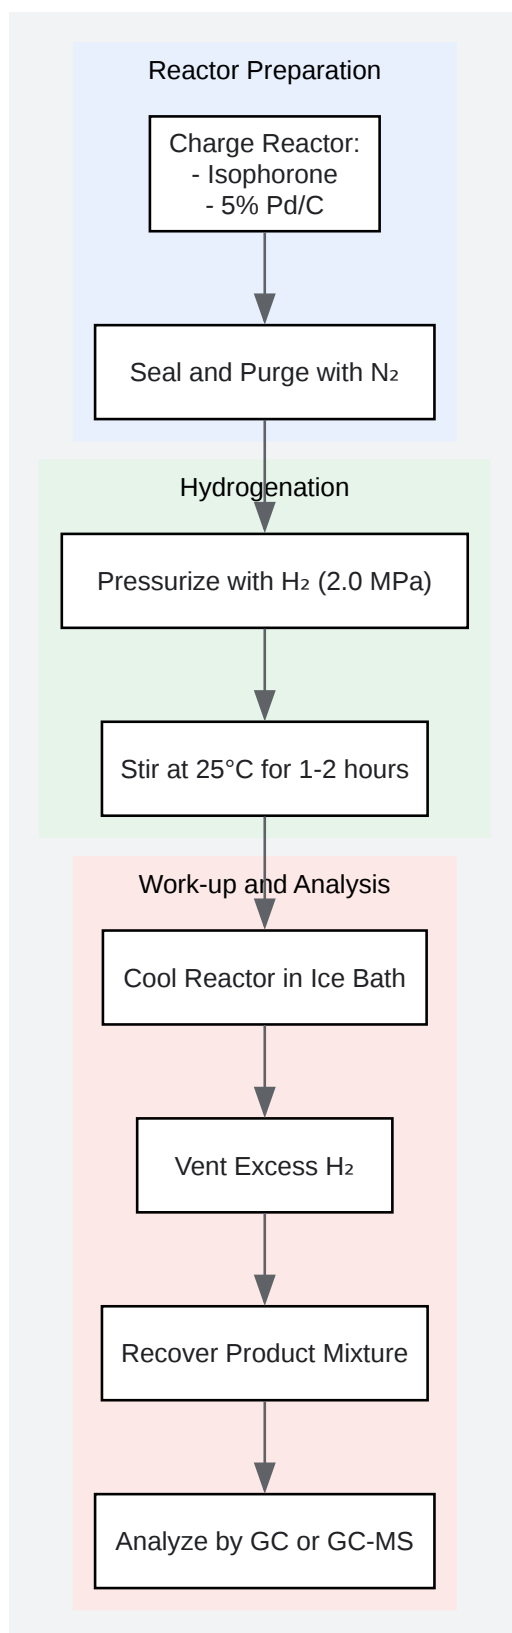 Reactor Preparation
Charge Reactor:
- Isophorone
- 5% Pd/C
Seal and Purge with N₂
Hydrogenation
Pressurize with H₂ (2.0 MPa)
Stir at 25°C for 1-2 hours
Work-up and Analysis
Cool Reactor in Ice Bath
Vent Excess H₂
Recover Product Mixture
Analyze by GC or GC-MS